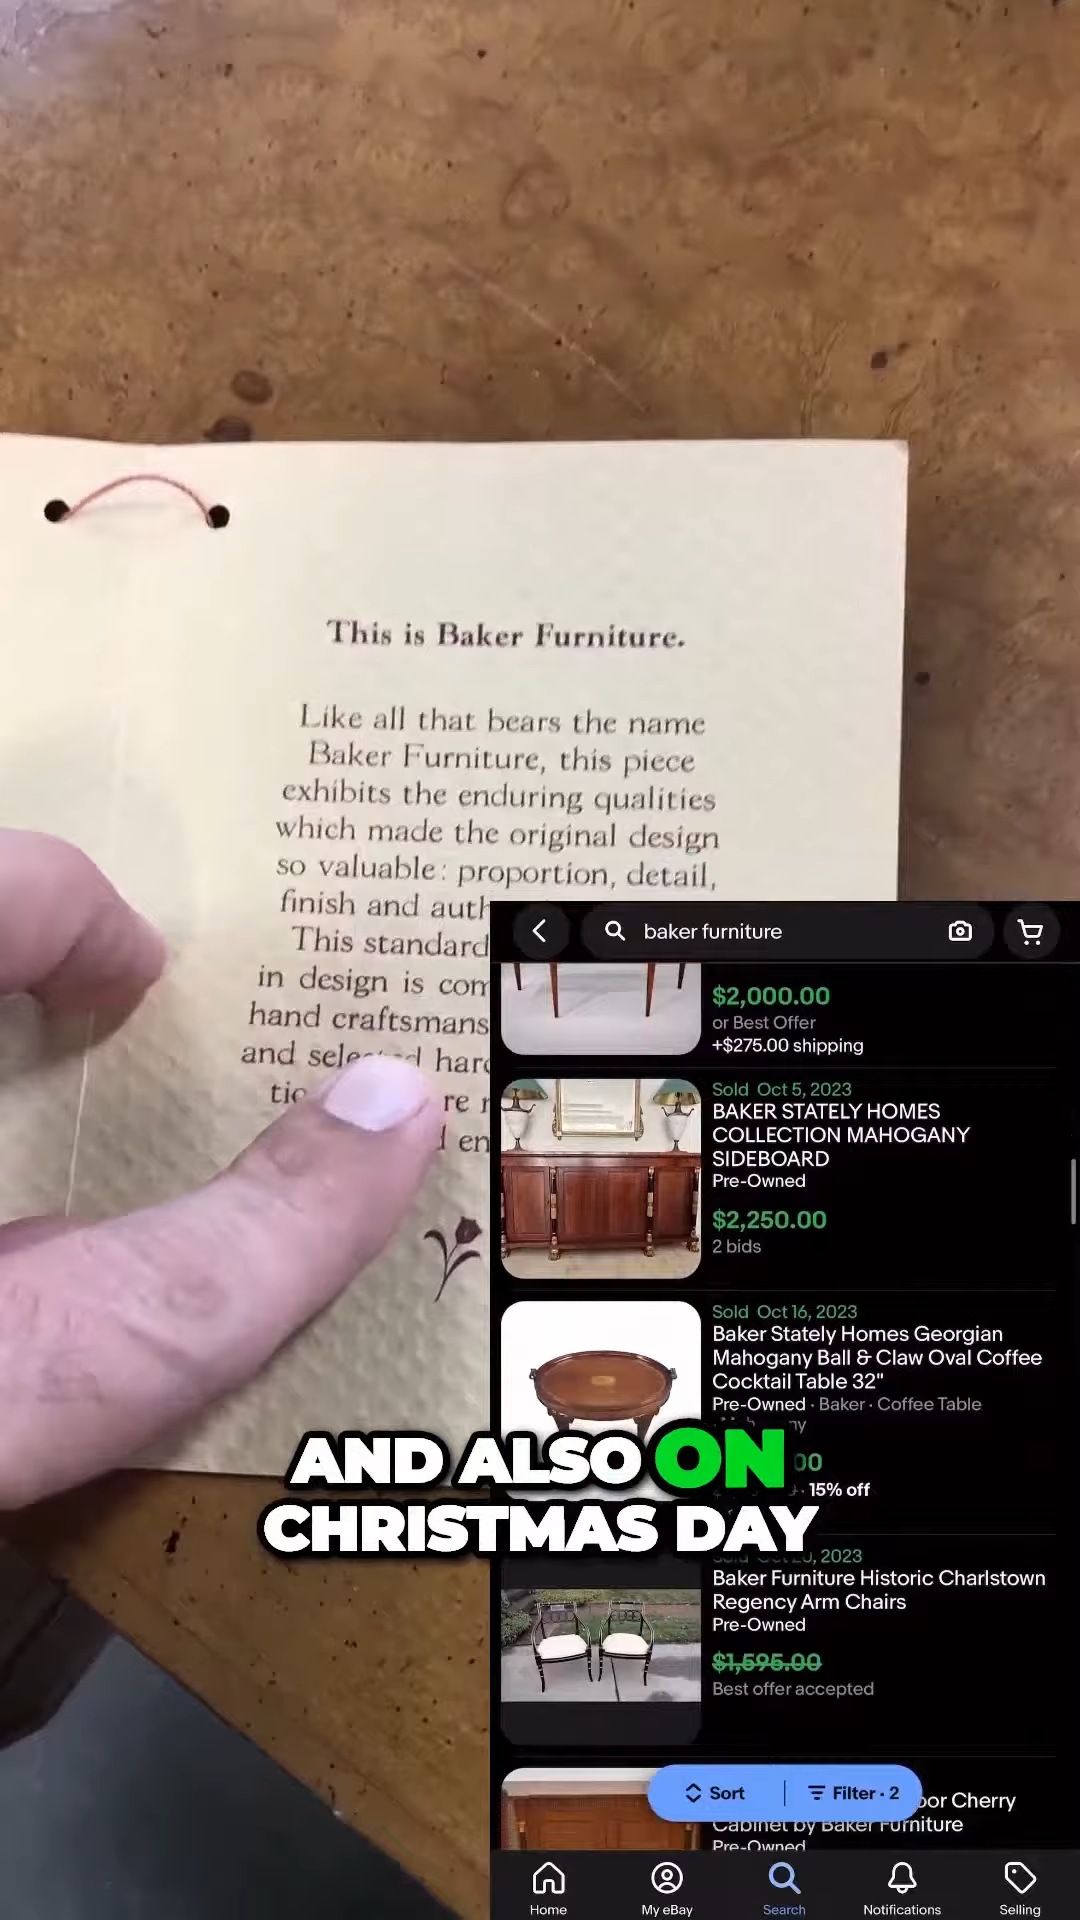 This is Baker Furniture.
Like all that bears the name
Baker Furniture, this piece
exhibits the enduring qualities
which made the original design
so valuable: proportion, detail,
finish and
This standard
in design is
hand
and
baker furniture
$2,000.00
or Best Offer
+$275.00 shipping
Sold Oct 5, 2023
BAKER STATELY HOMES
COLLECTION MAHOGANY
SIDEBOARD
Pre-Owned
$2,250.00
2 bids
Sold Oct 16, 2023
Baker Stately Homes Georgian
Mahogany Ball & Claw Oval Coffee
Cocktail Table 32"
Pre-Owned · Baker · Coffee Table
15% off
AND ALSO ON
CHRISTMAS DAY
2023
Baker Furniture Historic Charlstown
Regency Arm Chairs
Pre-Owned
$1,595.00
Best offer accepted
Sort
Filter · 2
Cherry
Cabinet by Baker Furniture
Pre-Owned
Home
My eBay
Search
Notifications
Selling